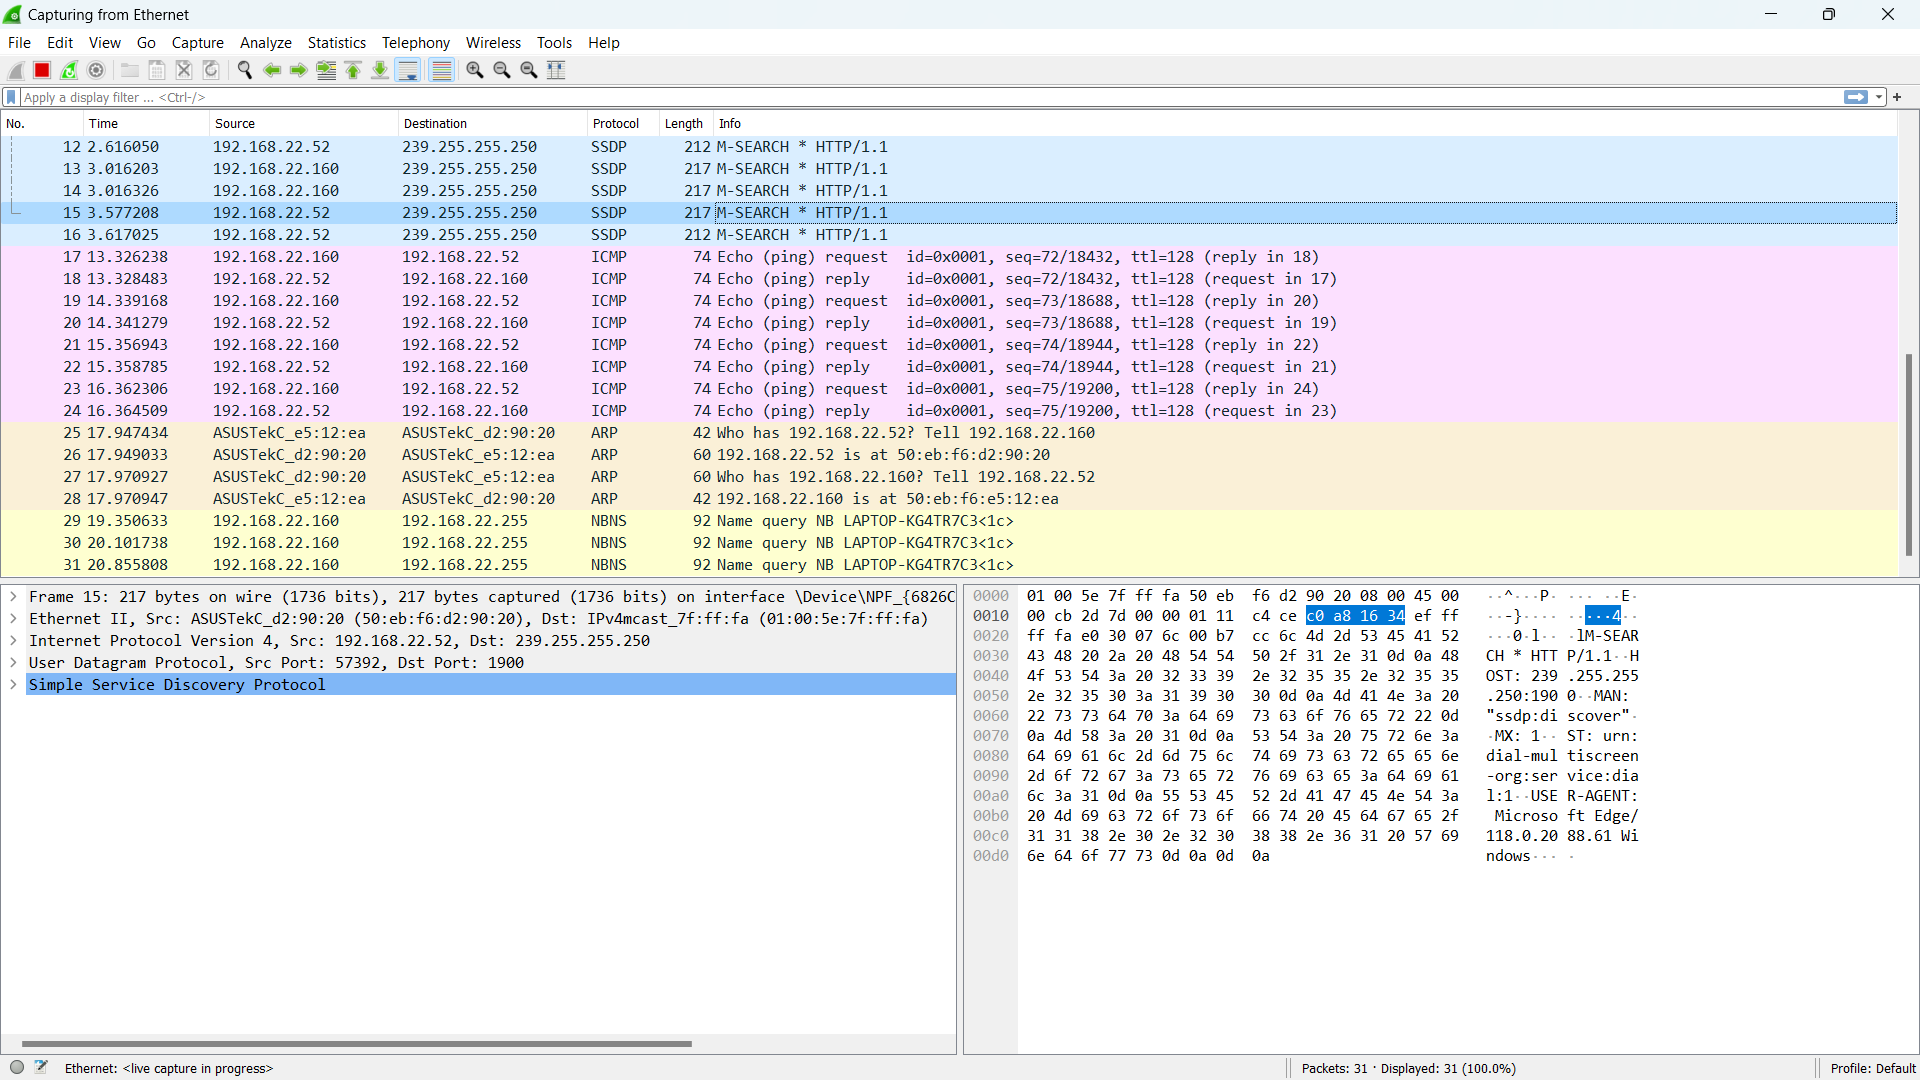 Capturing from Ethernet
File Edit View Go Capture Analyze Statistics Telephony Wireless Tools Help
Apply a display filter ... <Ctrl-/>
No. Time Source Destination Protocol Length Info
12 2.616050 192.168.22.52 239.255.255.250 SSDP 212 M-SEARCH * HTTP/1.1
13 3.016203 192.168.22.160 239.255.255.250 SSDP 217 M-SEARCH * HTTP/1.1
14 3.016326 192.168.22.160 239.255.255.250 SSDP 217 M-SEARCH * HTTP/1.1
15 3.577208 192.168.22.52 239.255.255.250 SSDP 217 M-SEARCH * HTTP/1.1
16 3.617025 192.168.22.52 239.255.255.250 SSDP 212 M-SEARCH * HTTP/1.1
17 13.326238 192.168.22.160 192.168.22.52 ICMP 74 Echo (ping) request id=0x0001, seq=72/18432, ttl=128 (reply in 18)
18 13.328483 192.168.22.52 192.168.22.160 ICMP 74 Echo (ping) reply id=0x0001, seq=72/18432, ttl=128 (request in 17)
19 14.339168 192.168.22.160 192.168.22.52 ICMP 74 Echo (ping) request id=0x0001, seq=73/18688, ttl=128 (reply in 20)
20 14.341279 192.168.22.52 192.168.22.160 ICMP 74 Echo (ping) reply id=0x0001, seq=73/18688, ttl=128 (request in 19)
21 15.356943 192.168.22.160 192.168.22.52 ICMP 74 Echo (ping) request id=0x0001, seq=74/18944, ttl=128 (reply in 22)
22 15.358785 192.168.22.52 192.168.22.160 ICMP 74 Echo (ping) reply id=0x0001, seq=74/18944, ttl=128 (request in 21)
23 16.362306 192.168.22.160 192.168.22.52 ICMP 74 Echo (ping) request id=0x0001, seq=75/19200, ttl=128 (reply in 24)
24 16.364509 192.168.22.52 192.168.22.160 ICMP 74 Echo (ping) reply id=0x0001, seq=75/19200, ttl=128 (request in 23)
25 17.947434 ASUSTekC_e5:12:ea ASUSTekC_d2:90:20 ARP 42 Who has 192.168.22.52? Tell 192.168.22.160
26 17.949033 ASUSTekC_d2:90:20 ASUSTekC_e5:12:ea ARP 60 192.168.22.52 is at 50:eb:f6:d2:90:20
27 17.970927 ASUSTekC_d2:90:20 ASUSTekC_e5:12:ea ARP 60 Who has 192.168.22.160? Tell 192.168.22.52
28 17.970947 ASUSTekC_e5:12:ea ASUSTekC_d2:90:20 ARP 42 192.168.22.160 is at 50:eb:f6:e5:12:ea
29 19.350633 192.168.22.160 192.168.22.255 NBNS 92 Name query NB LAPTOP-KG4TR7C3<1c>
30 20.101738 192.168.22.160 192.168.22.255 NBNS 92 Name query NB LAPTOP-KG4TR7C3<1c>
31 20.855808 192.168.22.160 192.168.22.255 NBNS 92 Name query NB LAPTOP-KG4TR7C3<1c>
Frame 15: 217 bytes on wire (1736 bits), 217 bytes captured (1736 bits) on interface \Device\NPF_{6826C
Ethernet II, Src: ASUSTekC_d2:90:20 (50:eb:f6:d2:90:20), Dst: IPv4mcast_7f:ff:fa (01:00:5e:7f:ff:fa)
Internet Protocol Version 4, Src: 192.168.22.52, Dst: 239.255.255.250
User Datagram Protocol, Src Port: 57392, Dst Port: 1900
Simple Service Discovery Protocol
0000 01 00 5e 7f ff fa 50 eb f6 d2 90 20 08 00 45 00 ··^···P· ··· ··E·
0010 00 cb 2d 7d 00 00 01 11 c4 ce c0 a8 16 34 ef ff ··-}···· ·····4··
0020 ff fa e0 30 07 6c 00 b7 cc 6c 4d 2d 53 45 41 52 ···0·l·· ·lM-SEAR
0030 43 48 20 2a 20 48 54 54 50 2f 31 2e 31 0d 0a 48 CH * HTT P/1.1··H
0040 4f 53 54 3a 20 32 33 39 2e 32 35 35 2e 32 35 35 OST: 239 .255.255
0050 2e 32 35 30 3a 31 39 30 30 0d 0a 4d 41 4e 3a 20 .250:190 0··MAN:
0060 22 73 73 64 70 3a 64 69 73 63 6f 76 65 72 22 0d "ssdp:di scover"·
0070 0a 4d 58 3a 20 31 0d 0a 53 54 3a 20 75 72 6e 3a ·MX: 1·· ST: urn:
0080 64 69 61 6c 2d 6d 75 6c 74 69 73 63 72 65 65 6e dial-mul tiscreen
0090 2d 6f 72 67 3a 73 65 72 76 69 63 65 3a 64 69 61 -org:ser vice:dia
00a0 6c 3a 31 0d 0a 55 53 45 52 2d 41 47 45 4e 54 3a l:1··USE R-AGENT:
00b0 20 4d 69 63 72 6f 73 6f 66 74 20 45 64 67 65 2f Microso ft Edge/
00c0 31 31 38 2e 30 2e 32 30 38 38 2e 36 31 20 57 69 118.0.20 88.61 Wi
00d0 6e 64 6f 77 73 0d 0a 0d 0a ndows··· ·
Ethernet: <live capture in progress> Packets: 31 · Displayed: 31 (100.0%) Profile: Default